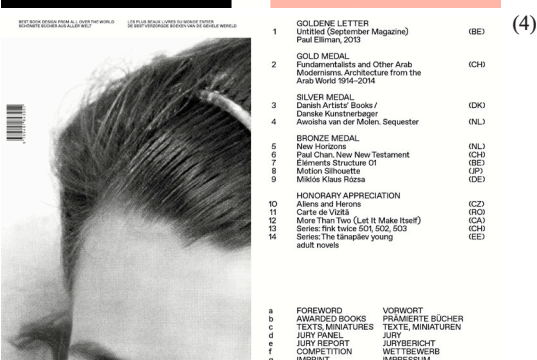 BEST BOOK DESIGN FROM ALL OVER THE WORLD
SCHÖNSTE BÜCHER AUS ALLER WELT
LES PLUS BEAUX LIVRES DU MONDE ENTIER
DE BEST VERZORGDE BOEKEN VAN DE GEHELE WERELD
(4)
GOLDENE LETTER
1 Untitled (September Magazine) (BE)
Paul Elliman, 2013
GOLD MEDAL
2 Fundamentalists and Other Arab (CH)
Modernisms. Architecture from the
Arab World 1914–2014
SILVER MEDAL
3 Danish Artists' Books / (DK)
Danske Kunstnerbøger
4 Awoisha van der Molen. Sequester (NL)
BRONZE MEDAL
5 New Horizons (NL)
6 Paul Chan. New New Testament (CH)
7 Éléments Structure 01 (BE)
8 Motion Silhouette (JP)
9 Miklós Klaus Rózsa (DE)
HONORARY APPRECIATION
10 Aliens and Herons (CZ)
11 Carte de Vizită (RO)
12 More Than Two (Let It Make Itself) (CA)
13 Series: fink twice 501, 502, 503 (CH)
14 Series: The tänapäev young (EE)
adult novels
a FOREWORD VORWORT
b AWARDED BOOKS PRÄMIERTE BÜCHER
c TEXTS, MINIATURES TEXTE, MINIATUREN
d JURY PANEL JURY
e JURY REPORT JURYBERICHT
f COMPETITION WETTBEWERB
g IMPRINT IMPRESSUM